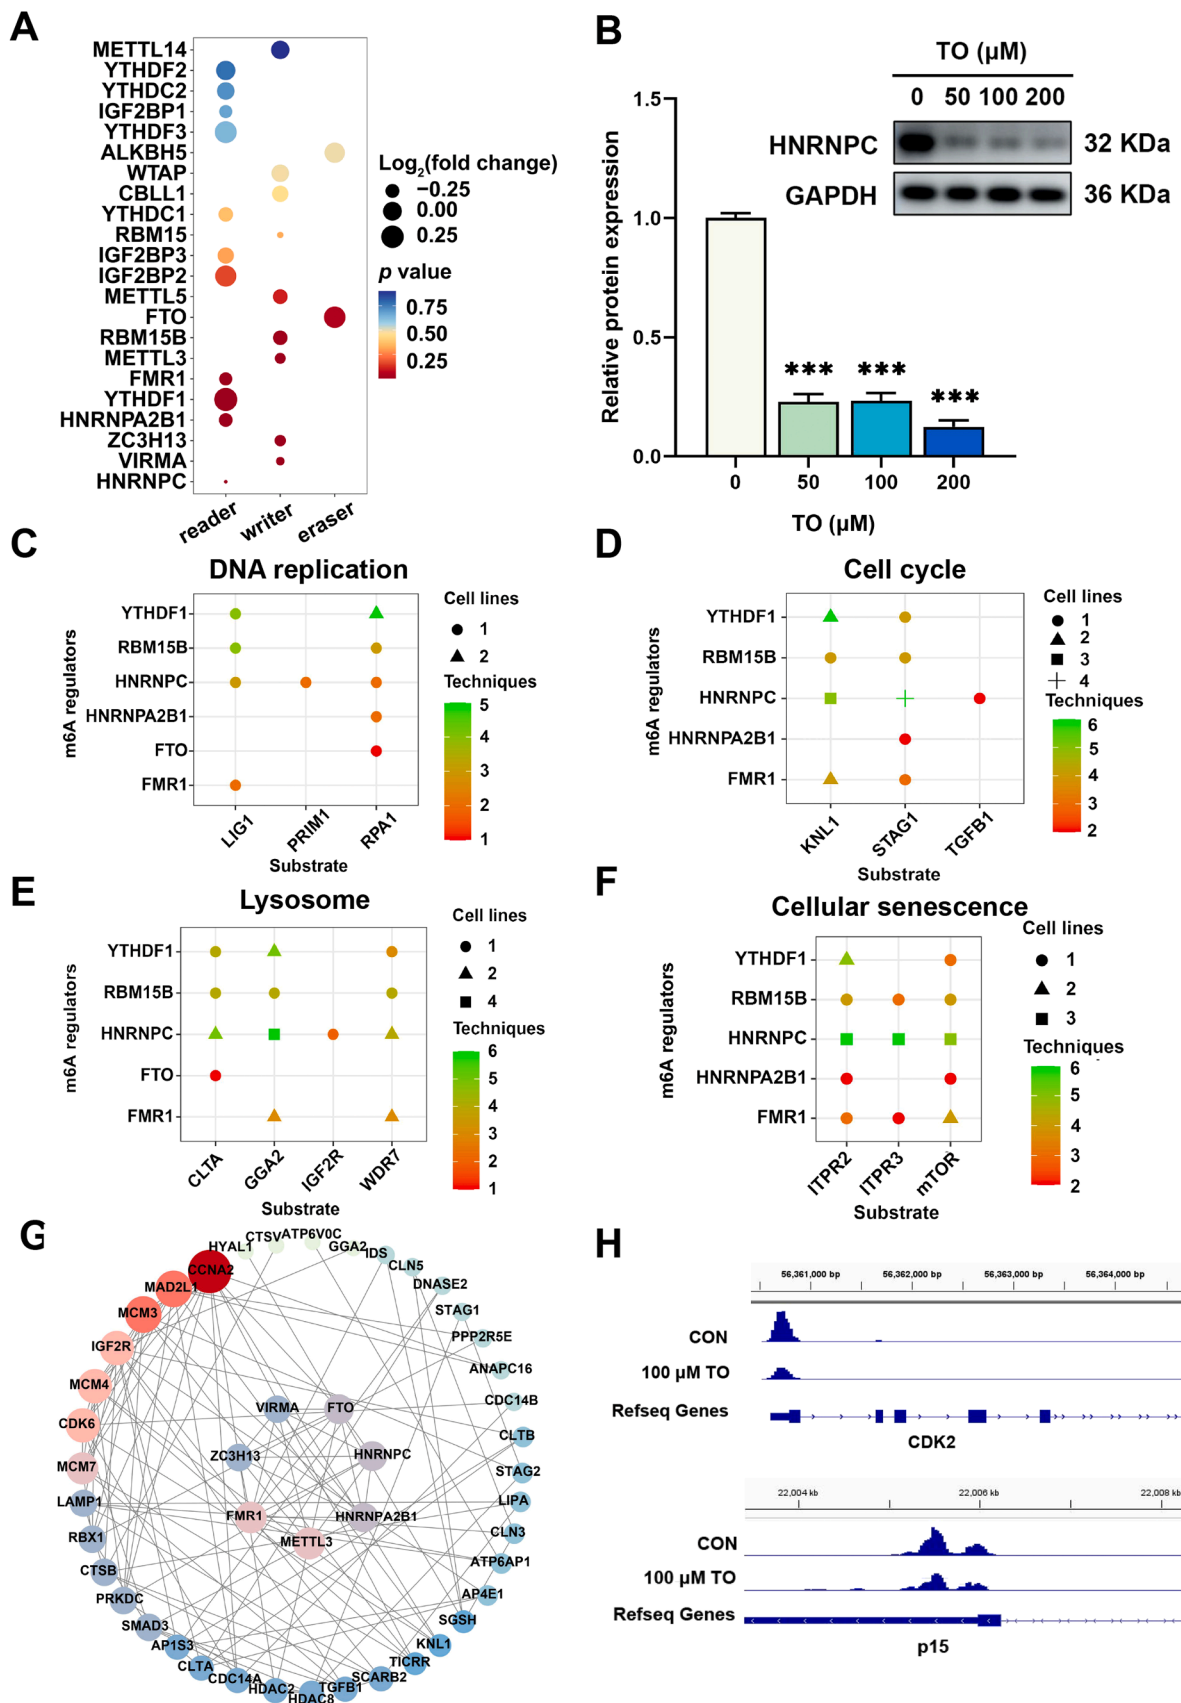 A
METTL14
YTHDF2
YTHDC2
IGF2BP1
YTHDF3
ALKBH5
WTAP
CBLL1
YTHDC1
RBM15
IGF2BP3
IGF2BP2
METTL5
FTO
RBM15B
METTL3
FMR1
YTHDF1
HNRNPA2B1
ZC3H13
VIRMA
HNRNPC
reader writer eraser
Log2(fold change)
−0.25
0.00
0.25
p value
0.75
0.50
0.25
B
TO (μM)
0 50 100 200
HNRNPC 32 KDa
GAPDH 36 KDa
Relative protein expression
1.5
1.0
0.5
0.0
*** *** ***
0 50 100 200
TO (μM)
C
DNA replication
m6A regulators
YTHDF1
RBM15B
HNRNPC
HNRNPA2B1
FTO
FMR1
LIG1 PRIM1 RPA1
Substrate
Cell lines
1
2
Techniques
5
4
3
2
1
D
Cell cycle
m6A regulators
YTHDF1
RBM15B
HNRNPC
HNRNPA2B1
FMR1
KNL1 STAG1 TGFB1
Substrate
Cell lines
1
2
3
4
Techniques
6
5
4
3
2
E
Lysosome
m6A regulators
YTHDF1
RBM15B
HNRNPC
FTO
FMR1
CLTA GGA2 IGF2R WDR7
Substrate
Cell lines
1
2
4
Techniques
6
5
4
3
2
1
F
Cellular senescence
m6A regulators
YTHDF1
RBM15B
HNRNPC
HNRNPA2B1
FMR1
ITPR2 ITPR3 mTOR
Substrate
Cell lines
1
2
3
Techniques
6
5
4
3
2
G
CCNA2
HYAL1
CTSV
ATP6V0C
GGA2
IDS
CLN5
DNASE2
STAG1
PPP2R5E
ANAPC16
CDC14B
CLTB
STAG2
LIPA
CLN3
ATP6AP1
AP4E1
SGSH
KNL1
TICRR
SCARB2
TGFB1
HDAC8
HDAC2
CDC14A
CLTA
AP1S3
SMAD3
PRKDC
CTSB
RBX1
LAMP1
MCM7
CDK6
MCM4
IGF2R
MCM3
MAD2L1
VIRMA
FTO
ZC3H13
HNRNPC
FMR1
HNRNPA2B1
METTL3
H
56,361,000 bp 56,362,000 bp 56,363,000 bp 56,364,000 bp
CON
100 μM TO
Refseq Genes
CDK2
22,004 kb 22,006 kb 22,008 kb
CON
100 μM TO
Refseq Genes
p15